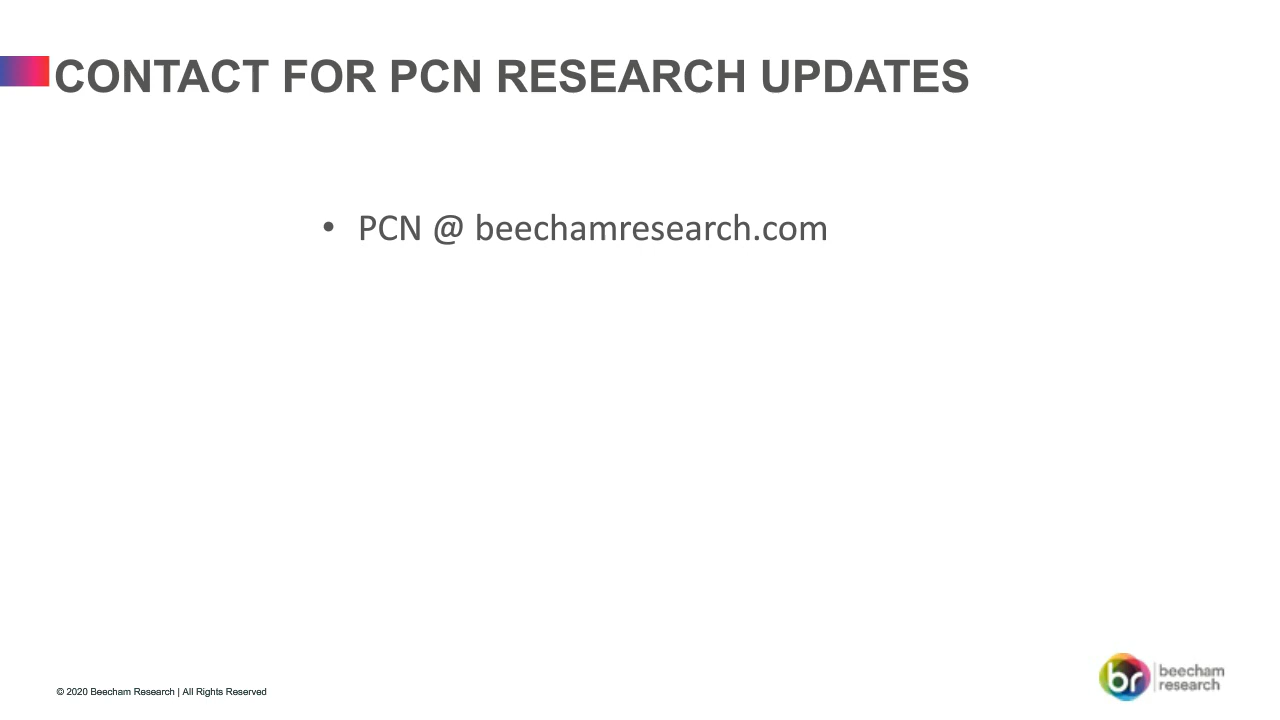 CONTACT FOR PCN RESEARCH UPDATES
• PCN @ beechamresearch.com
© 2020 Beecham Research | All Rights Reserved
br
beecham
research